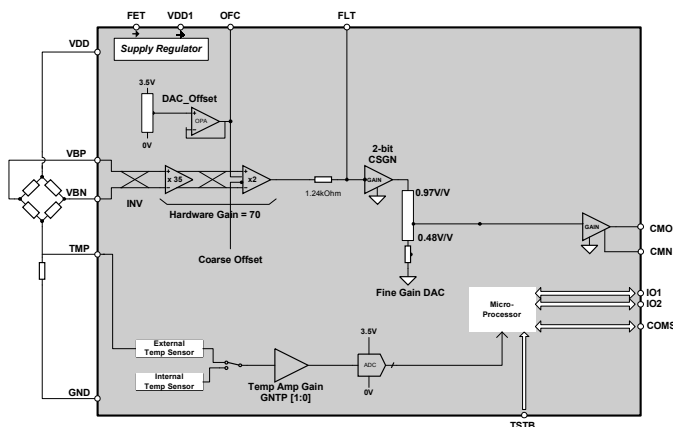 FET VDD1 OFC FLT
VDD
Supply Regulator
3.5V
DAC_Offset
OPA
0V
2-bit
CSGN
VBP
x 35
x2
GAIN
1.24kOhm
0.97V/V
VBN
INV
Hardware Gain = 70
GAIN
CMO
0.48V/V
CMN
TMP
Coarse Offset
Fine Gain DAC
Micro-
Processor
IO1
IO2
COMS
External
Temp Sensor
3.5V
ADC
Internal
Temp Sensor
Temp Amp Gain
GNTP [1:0]
0V
GND
TSTB